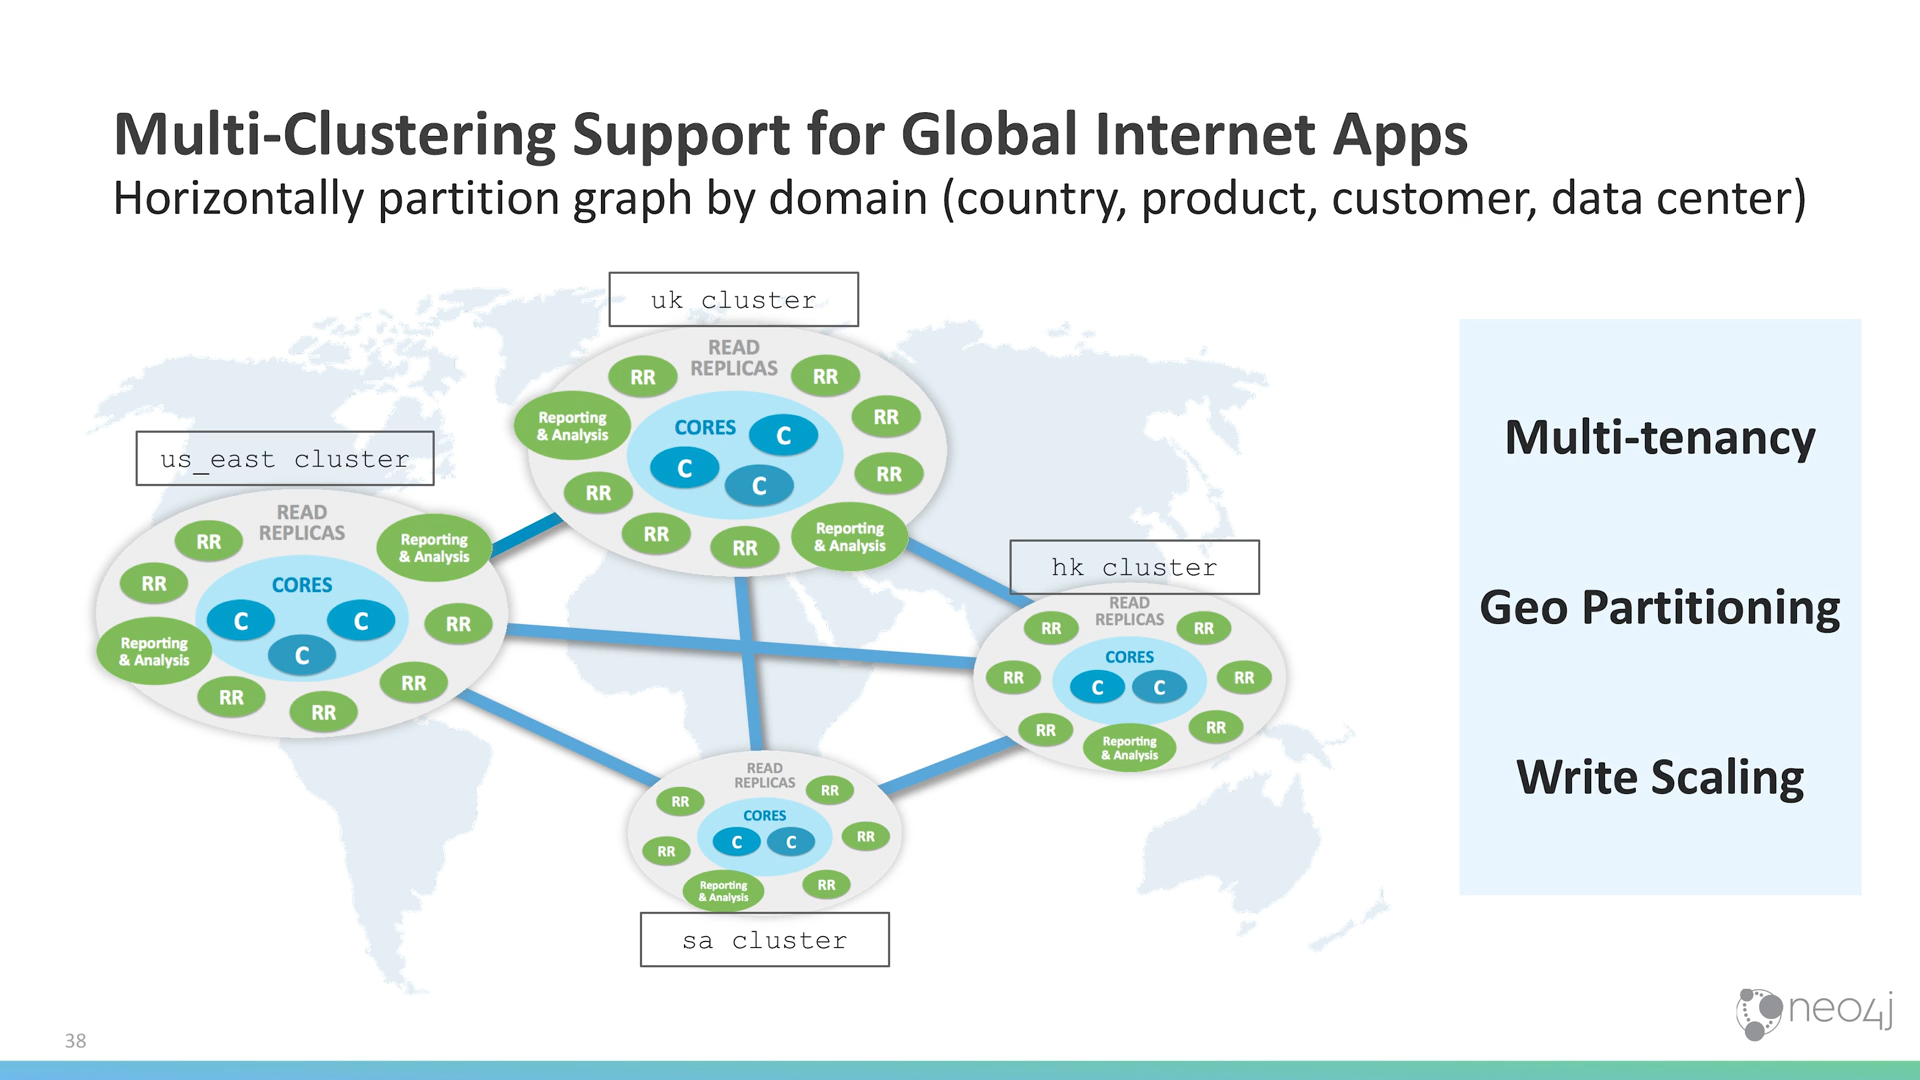 Multi-Clustering Support for Global Internet Apps
Horizontally partition graph by domain (country, product, customer, data center)
uk cluster
READ
REPLICAS
RR
RR
Reporting
& Analysis
RR
CORES
C
C
C
RR
RR
RR
RR
Reporting
& Analysis
us_east cluster
READ
REPLICAS
RR
Reporting
& Analysis
RR
CORES
C
C
C
RR
Reporting
& Analysis
RR
RR
RR
hk cluster
READ
REPLICAS
RR
RR
CORES
C
C
RR
RR
RR
RR
Reporting
& Analysis
sa cluster
READ
REPLICAS
RR
RR
CORES
C
C
RR
RR
Reporting
& Analysis
RR
Multi-tenancy
Geo Partitioning
Write Scaling
neo4j
38